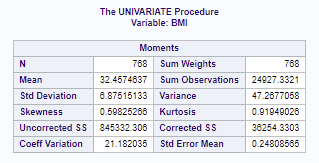 The UNIVARIATE Procedure
Variable: BMI
Moments
N 768 Sum Weights 768
Mean 32.4574637 Sum Observations 24927.3321
Std Deviation 6.87515133 Variance 47.2677058
Skewness 0.59825266 Kurtosis 0.91949026
Uncorrected SS 845332.306 Corrected SS 36254.3303
Coeff Variation 21.182035 Std Error Mean 0.24808565